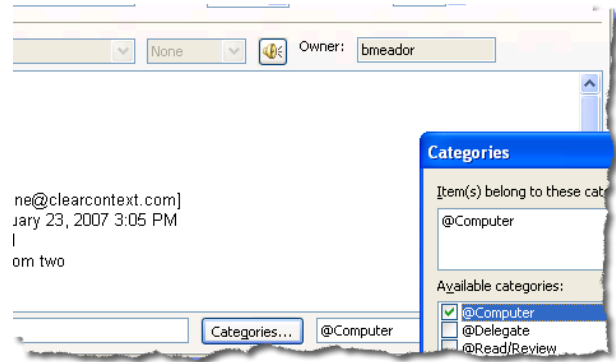 None
Owner: bmeador
Categories
Item(s) belong to these cat
@Computer
ne@clearcontext.com]
uary 23, 2007 3:05 PM
om two
Available categories:
@Computer
@Delegate
@Read/Review
Categories... @Computer